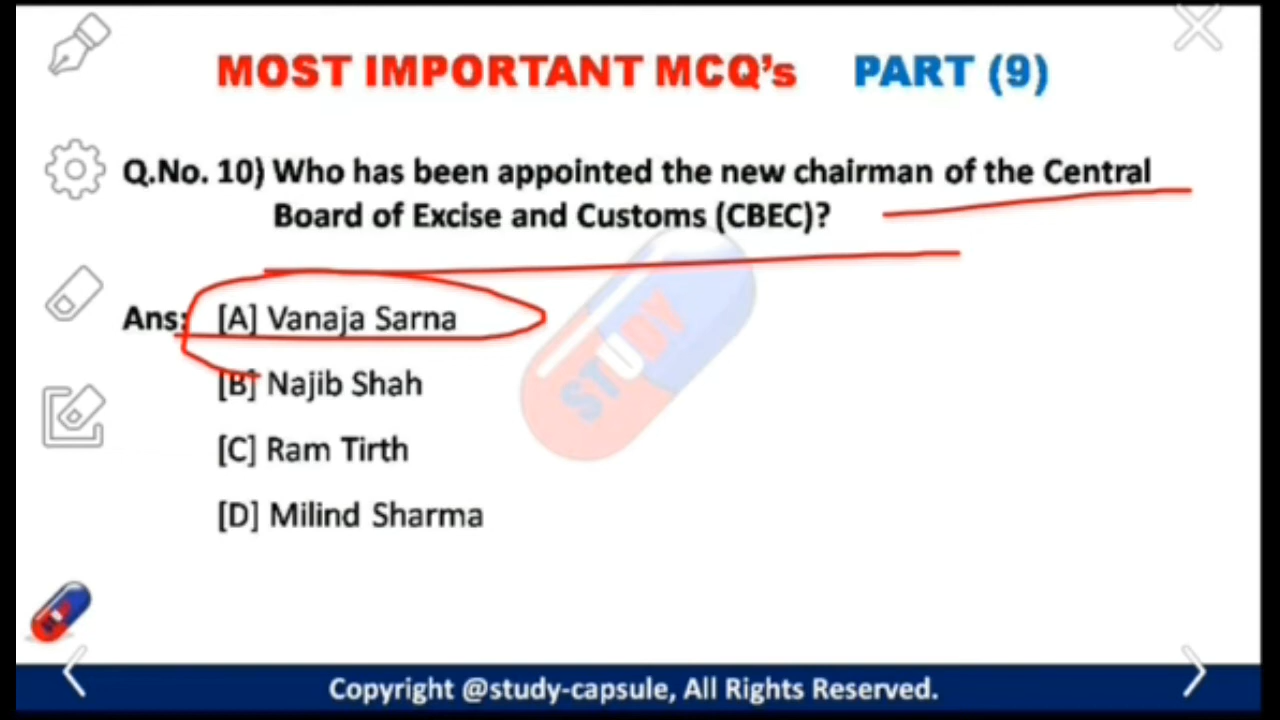 MOST IMPORTANT MCQ's PART (9)
Q.No. 10) Who has been appointed the new chairman of the Central
Board of Excise and Customs (CBEC)?
STUDY
Ans: [A] Vanaja Sarna
[B] Najib Shah
[C] Ram Tirth
[D] Milind Sharma
STUDY
Copyright @study-capsule, All Rights Reserved.